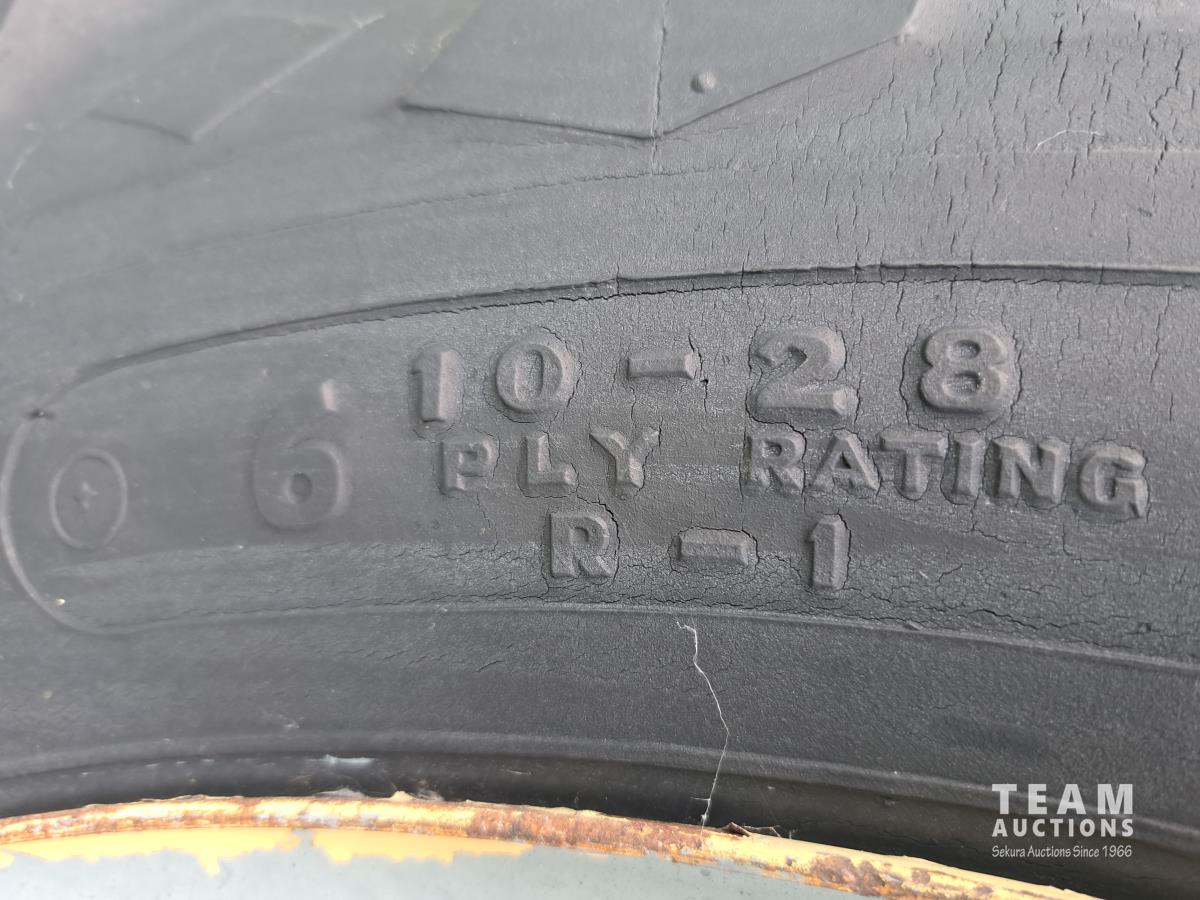 10-28
6 PLY RATING
R-1
TEAM
AUCTIONS
Sekura Auctions Since 1966